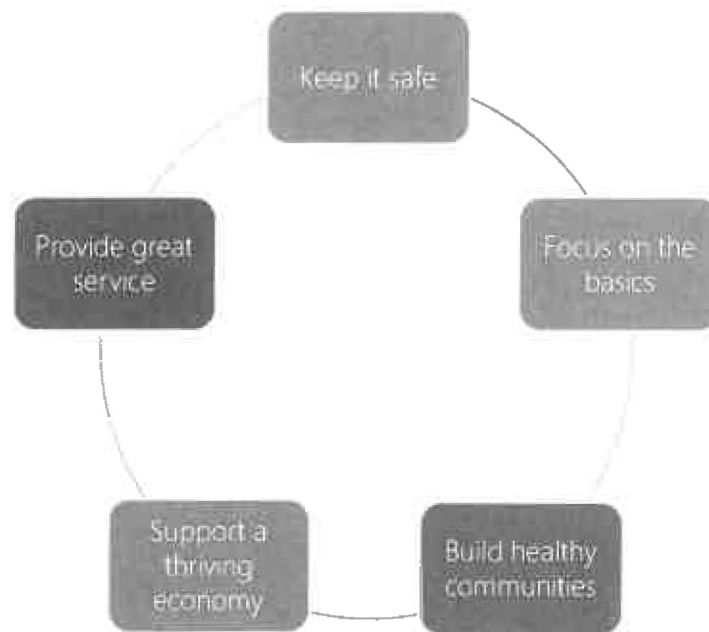 Keep it safe
Focus on the
basics
Build healthy
communities
Support a
thriving
economy
Provide great
service